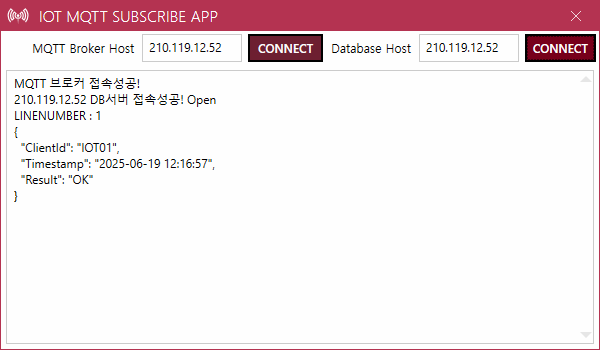 IOT MQTT SUBSCRIBE APP
MQTT Broker Host 210.119.12.52 CONNECT Database Host 210.119.12.52 CONNECT
MQTT 브로커 접속성공!
210.119.12.52 DB서버 접속성공! Open
LINENUMBER : 1
{
  "ClientId": "IOT01",
  "Timestamp": "2025-06-19 12:16:57",
  "Result": "OK"
}